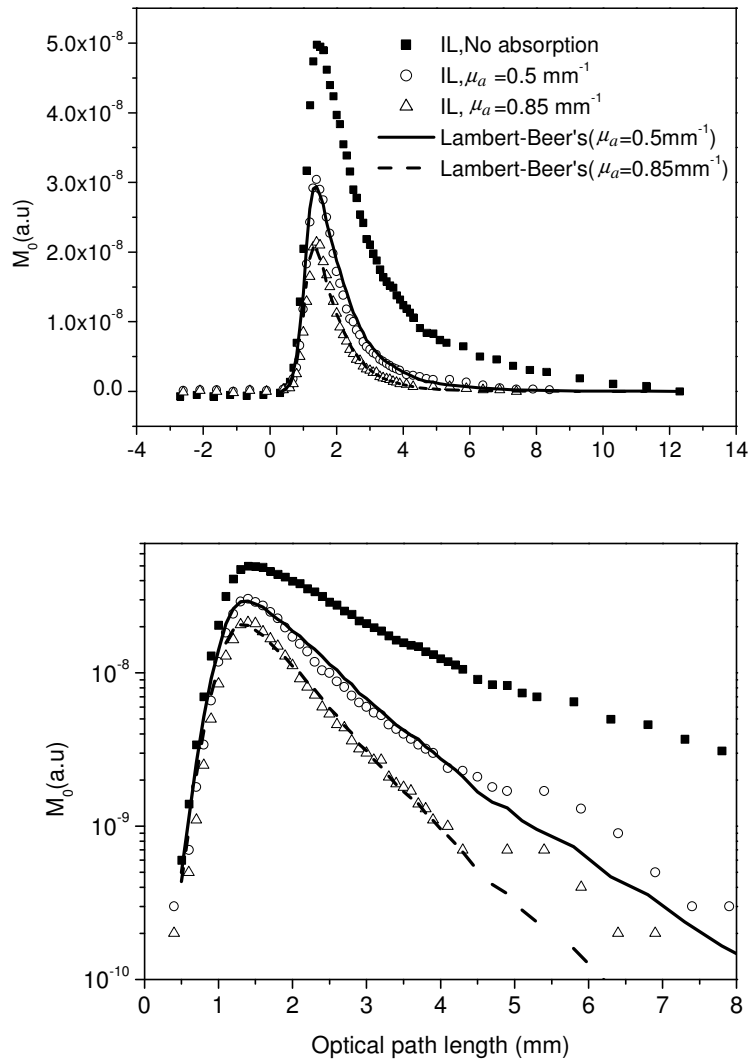 5.0x10⁻⁸
4.0x10⁻⁸
3.0x10⁻⁸
2.0x10⁻⁸
1.0x10⁻⁸
0.0
M₀(a.u)
IL,No absorption
IL,μₐ =0.5 mm⁻¹
IL, μₐ=0.85 mm⁻¹
Lambert-Beer's(μₐ=0.5mm⁻¹)
Lambert-Beer's(μₐ=0.85mm⁻¹)
-4 -2 0 2 4 6 8 10 12 14
10⁻⁸
10⁻⁹
10⁻¹⁰
M₀(a.u)
0 1 2 3 4 5 6 7 8
Optical path length (mm)